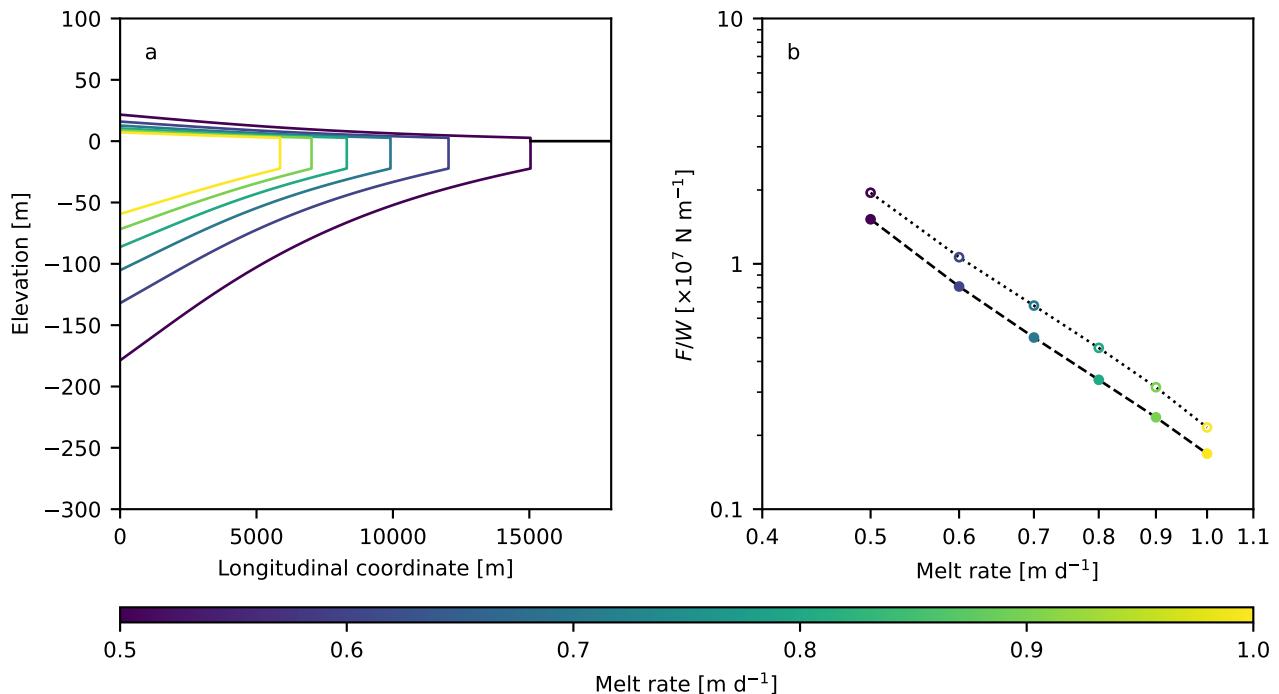 a
100
50
0
−50
−100
−150
−200
−250
−300
Elevation [m]
0 5000 10000 15000
Longitudinal coordinate [m]
b
10
1
0.1
F/W [×10⁷ N m⁻¹]
0.4 0.5 0.6 0.7 0.8 0.9 1.0 1.1
Melt rate [m d⁻¹]
0.5 0.6 0.7 0.8 0.9 1.0
Melt rate [m d⁻¹]